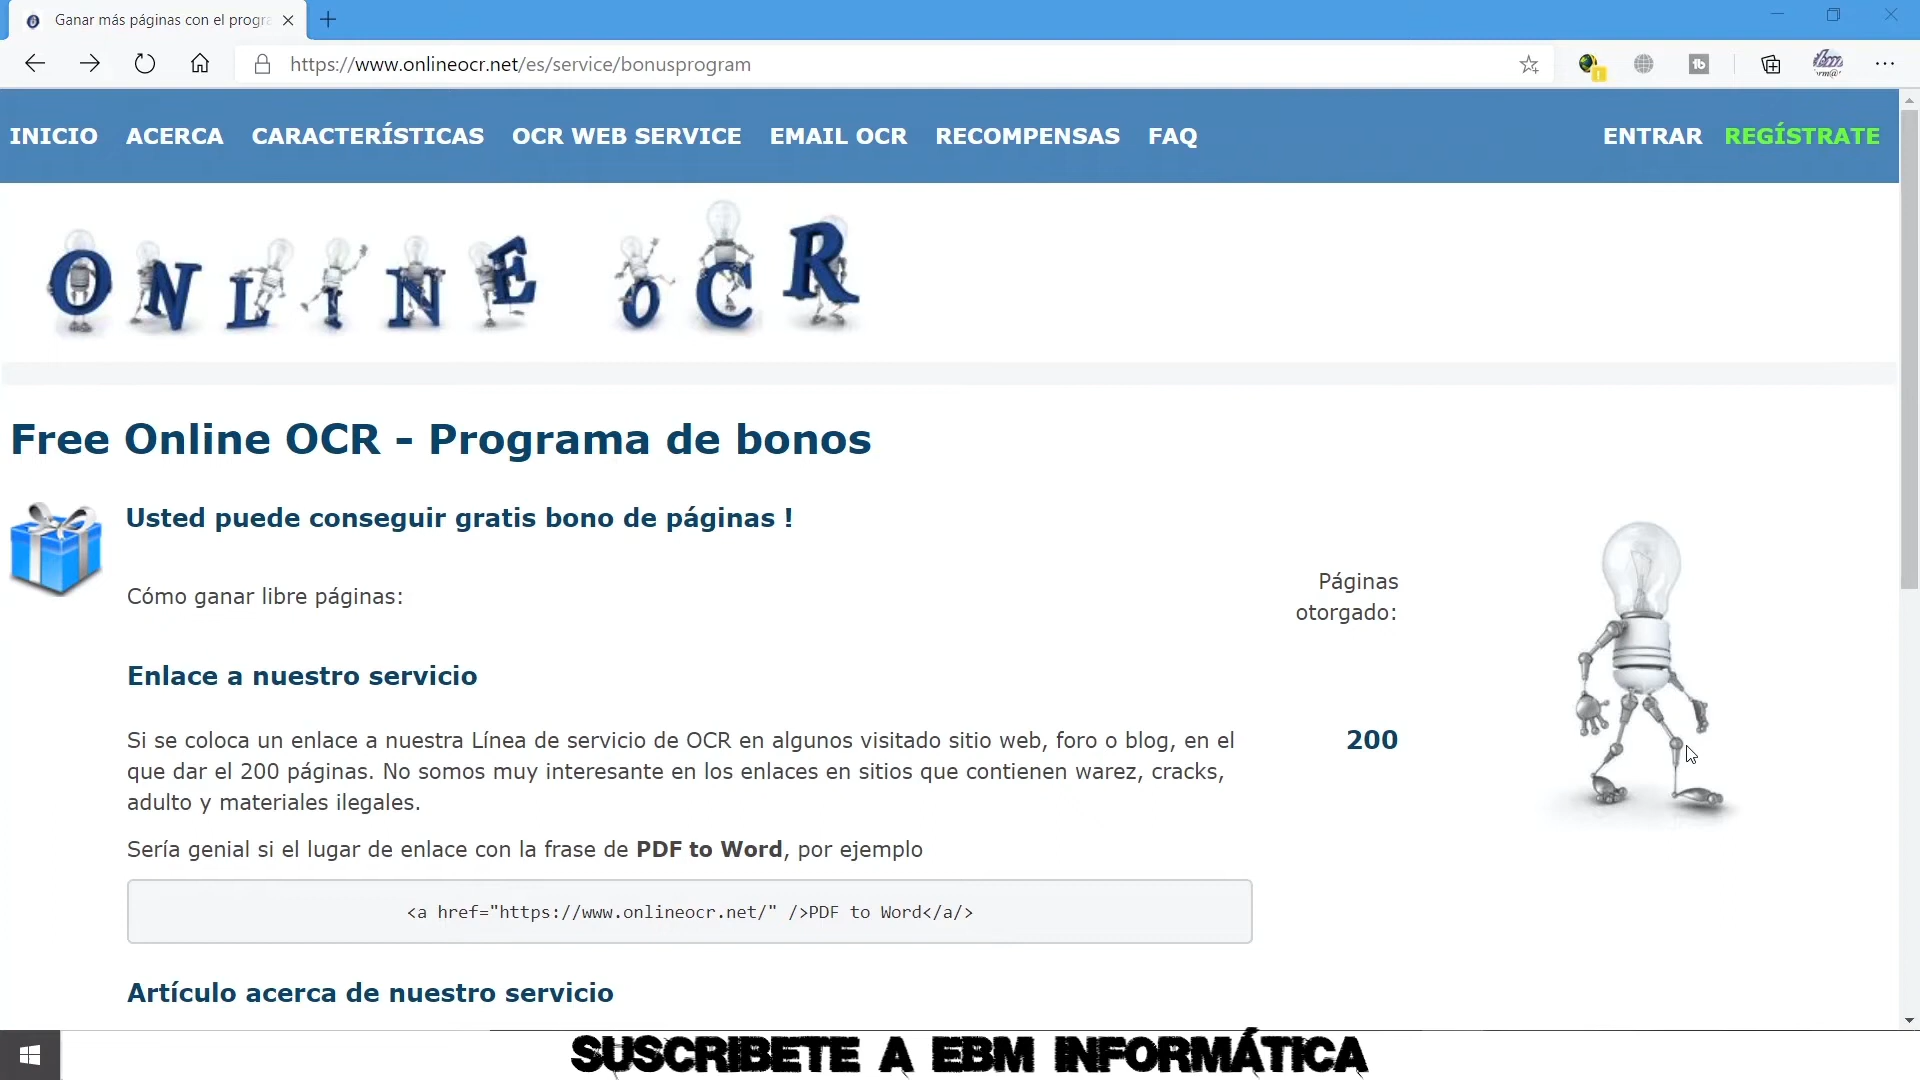 Ganar más páginas con el progra
https://www.onlineocr.net/es/service/bonusprogram
INICIO ACERCA CARACTERÍSTICAS OCR WEB SERVICE EMAIL OCR RECOMPENSAS FAQ ENTRAR REGÍSTRATE
ONLINE OCR
Free Online OCR - Programa de bonos
Usted puede conseguir gratis bono de páginas !
Cómo ganar libre páginas:
Páginas
otorgado:
Enlace a nuestro servicio
Si se coloca un enlace a nuestra Línea de servicio de OCR en algunos visitado sitio web, foro o blog, en el
que dar el 200 páginas. No somos muy interesante en los enlaces en sitios que contienen warez, cracks,
adulto y materiales ilegales.
200
Sería genial si el lugar de enlace con la frase de PDF to Word, por ejemplo
<a href="https://www.onlineocr.net/" />PDF to Word</a/>
Artículo acerca de nuestro servicio
SUSCRIBETE A EBM INFORMÁTICA